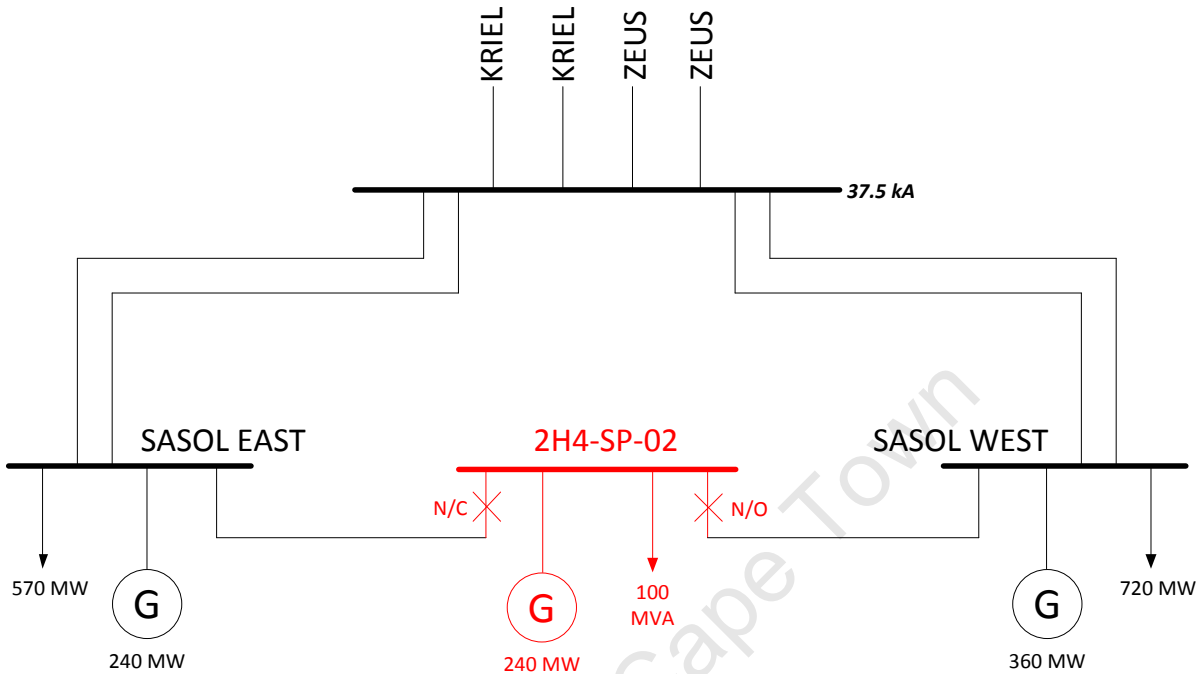 KRIEL
KRIEL
ZEUS
ZEUS
37.5 kA
SASOL EAST
2H4-SP-02
SASOL WEST
N/C
N/O
570 MW
G
240 MW
G
240 MW
100
MVA
G
360 MW
720 MW
Cape Town